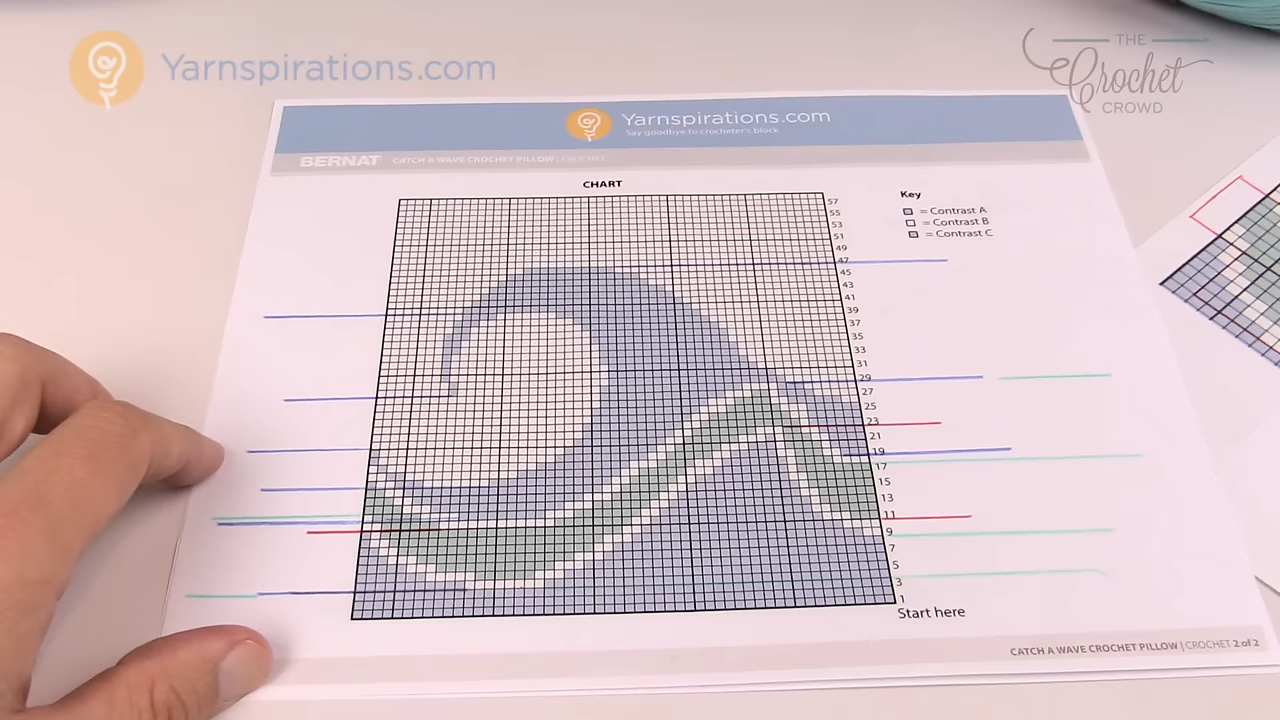 Yarnspirations.com
THE
Crochet
CROWD
Yarnspirations.com
Say goodbye to crocheter's block
BERNAT CATCH A WAVE CROCHET PILLOW | CROCHET
CHART
Key
= Contrast A
= Contrast B
= Contrast C
57
55
53
51
49
47
45
43
41
39
37
35
33
31
29
27
25
23
21
19
17
15
13
11
9
7
5
3
1
Start here
CATCH A WAVE CROCHET PILLOW | CROCHET 2 of 2